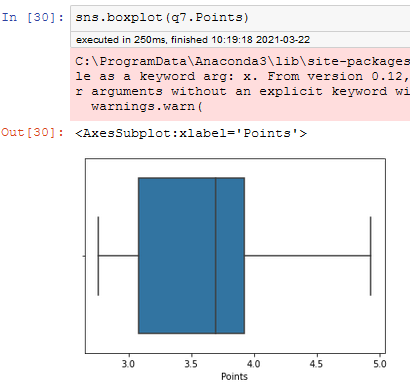 In [30]: sns.boxplot(q7.Points)
executed in 250ms, finished 10:19:18 2021-03-22
C:\ProgramData\Anaconda3\lib\site-packages
le as a keyword arg: x. From version 0.12,
r arguments without an explicit keyword wi
warnings.warn(
Out[30]: <AxesSubplot:xlabel='Points'>
3.0 3.5 4.0 4.5 5.0
Points